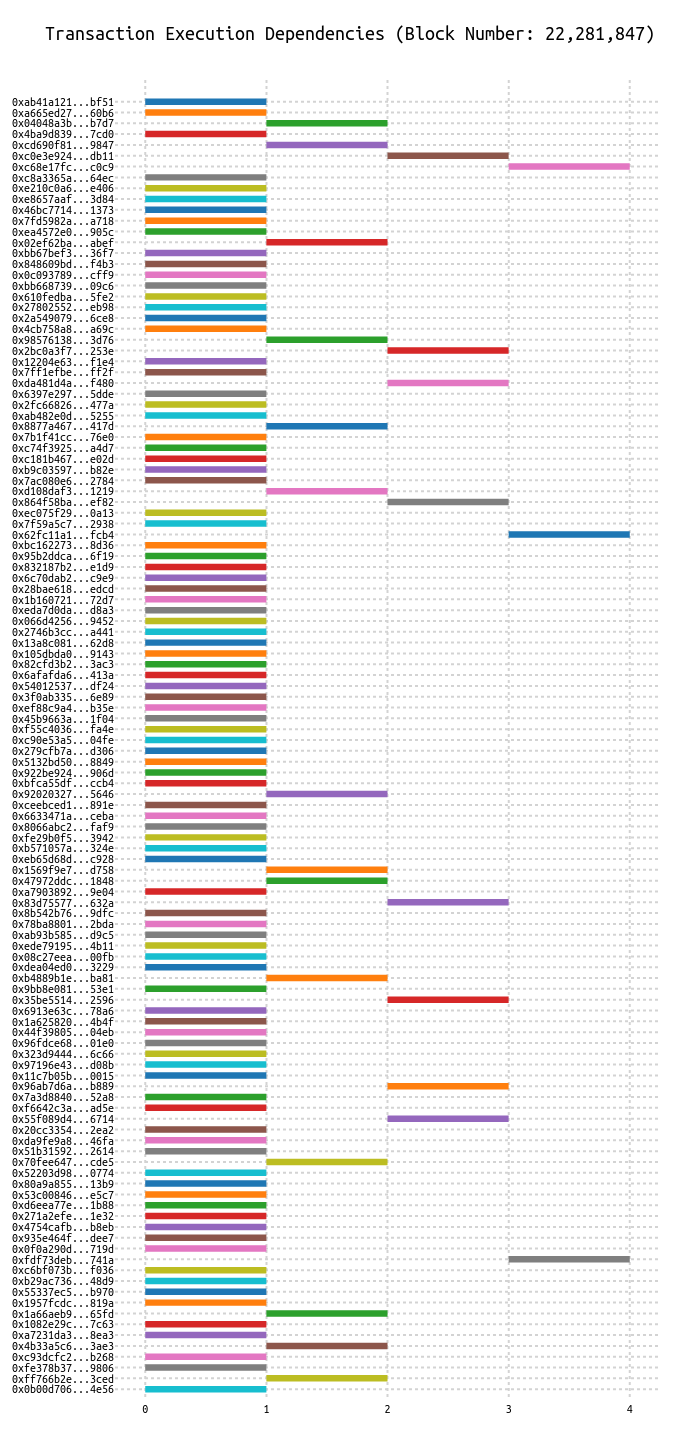 Transaction Execution Dependencies (Block Number: 22,281,847)
0xab41a121...bf51
0xa665ed27...60b6
0x04048a3b...b7d7
0x4ba9d839...7cd0
0xcd690f81...9847
0xc0e3e924...db11
0xc68e17fc...c0c9
0xc8a3365a...64ec
0xe210c0a6...e406
0xe8657aaf...3d84
0x46bc7714...1373
0x7fd5982a...a718
0xea4572e0...905c
0x02ef62ba...abef
0xbb67bef3...36f7
0x848609bd...f4b3
0x0c093789...cff9
0xbb668739...09c6
0x610fedba...5fe2
0x27802552...eb98
0x2a549079...6ce8
0x4cb758a8...a69c
0x98576138...3d76
0x2bc0a3f7...253e
0x12204e63...f1e4
0x7ff1efbe...ff2f
0xda481d4a...f480
0x6397e297...5dde
0x2fc66826...477a
0xab482e0d...5255
0x8877a467...417d
0x7b1f41cc...76e0
0xc74f3925...a4d7
0xc181b467...e02d
0xb9c03597...b82e
0x7ac080e6...2784
0xd108daf3...1219
0x864f58ba...ef82
0xec075f29...0a13
0x7f59a5c7...2938
0x62fc11a1...fcb4
0xbc162273...8d36
0x95b2ddca...6f19
0x832187b2...e1d9
0x6c70dab2...c9e9
0x28bae618...edcd
0x1b160721...72d7
0xeda7d0da...d8a3
0x066d4256...9452
0x2746b3cc...a441
0x13a8c081...62d8
0x105dbda0...9143
0x82cfd3b2...3ac3
0x6afafda6...413a
0x54012537...df24
0x3f0ab335...6e89
0xef88c9a4...b35e
0x45b9663a...1f04
0xf55c4036...fa4e
0xc90e53a5...04fe
0x279cfb7a...d306
0x5132bd50...8849
0x922be924...906d
0xbfca55df...ccb4
0x92020327...5646
0xceebced1...891e
0x6633471a...ceba
0x8066abc2...faf9
0xfe29b0f5...3942
0xb571057a...324e
0xeb65d68d...c928
0x1569f9e7...d758
0x47972ddc...1848
0xa7903892...9e04
0x83d75577...632a
0x8b542b76...9dfc
0x78ba8801...2bda
0xab93b585...d9c5
0xede79195...4b11
0x08c27eea...00fb
0xdea04ed0...3229
0xb4889b1e...ba81
0x9bb8e081...53e1
0x35be5514...2596
0x6913e63c...78a6
0x1a625820...4b4f
0x44f39805...04eb
0x96fdce68...01e0
0x323d9444...6c66
0x97196e43...d08b
0x11c7b05b...0015
0x96ab7d6a...b889
0x7a3d8840...52a8
0xf6642c3a...ad5e
0x55f089d4...6714
0x20cc3354...2ea2
0xda9fe9a8...46fa
0x51b31592...2614
0x70fee647...cde5
0x52203d98...0774
0x80a9a855...13b9
0x53c00846...e5c7
0xd6eea77e...1b88
0x271a2efe...1e32
0x4754cafb...b8eb
0x935e464f...dee7
0x0f0a290d...719d
0xfdf73deb...741a
0xc6bf073b...f036
0xb29ac736...48d9
0x55337ec5...b970
0x1957fcdc...819a
0x1a66aeb9...65fd
0x1082e29c...7c63
0xa7231da3...8ea3
0x4b33a5c6...3ae3
0xc93dcfc2...b268
0xfe378b37...9806
0xff766b2e...3ced
0x0b00d706...4e56
0 1 2 3 4